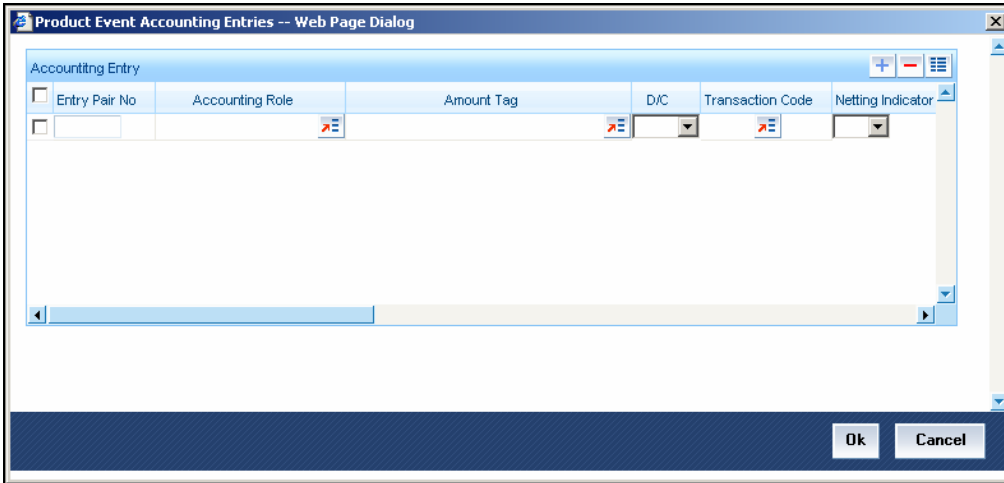 Product Event Accounting Entries -- Web Page Dialog
Accountitng Entry
Entry Pair No Accounting Role Amount Tag D/C Transaction Code Netting Indicator
Ok Cancel